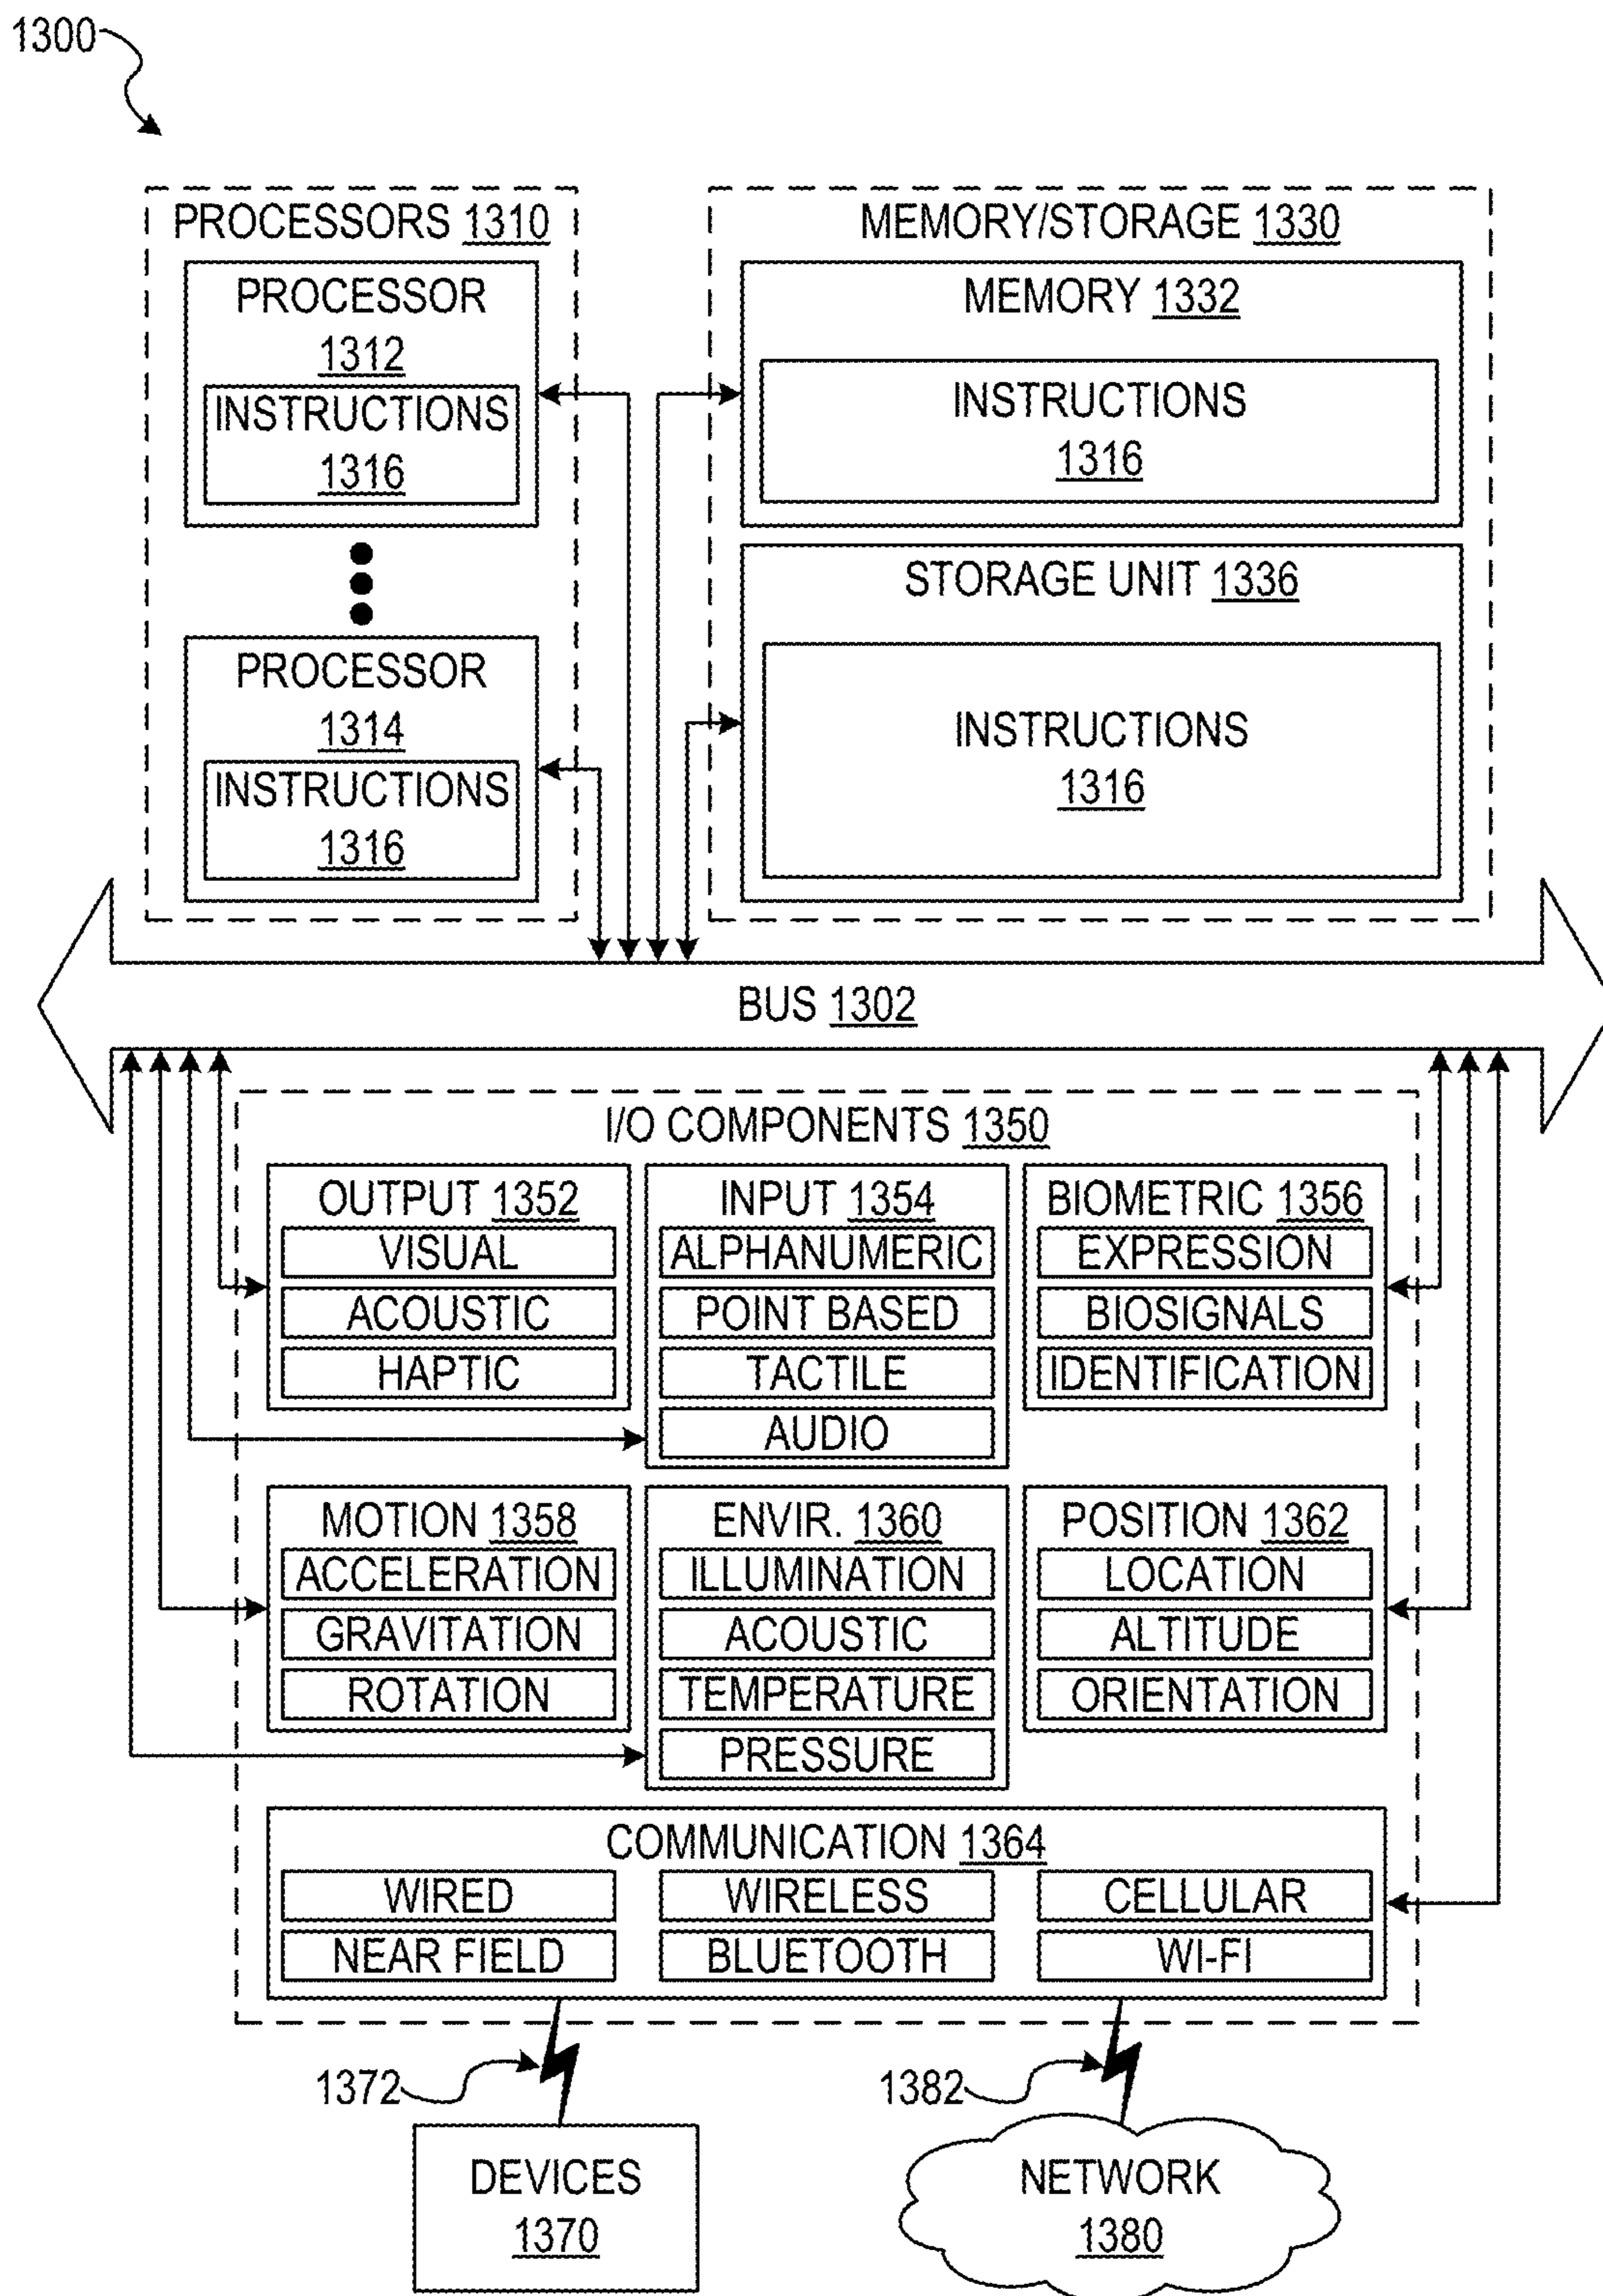 1300
PROCESSORS 1310
PROCESSOR
1312
INSTRUCTIONS
1316
PROCESSOR
1314
INSTRUCTIONS
1316
MEMORY/STORAGE 1330
MEMORY 1332
INSTRUCTIONS
1316
STORAGE UNIT 1336
INSTRUCTIONS
1316
BUS 1302
I/O COMPONENTS 1350
OUTPUT 1352
VISUAL
ACOUSTIC
HAPTIC
INPUT 1354
ALPHANUMERIC
POINT BASED
TACTILE
AUDIO
BIOMETRIC 1356
EXPRESSION
BIOSIGNALS
IDENTIFICATION
MOTION 1358
ACCELERATION
GRAVITATION
ROTATION
ENVIR. 1360
ILLUMINATION
ACOUSTIC
TEMPERATURE
PRESSURE
POSITION 1362
LOCATION
ALTITUDE
ORIENTATION
COMMUNICATION 1364
WIRED
WIRELESS
CELLULAR
NEAR FIELD
BLUETOOTH
WI-FI
1372
1382
DEVICES
1370
NETWORK
1380